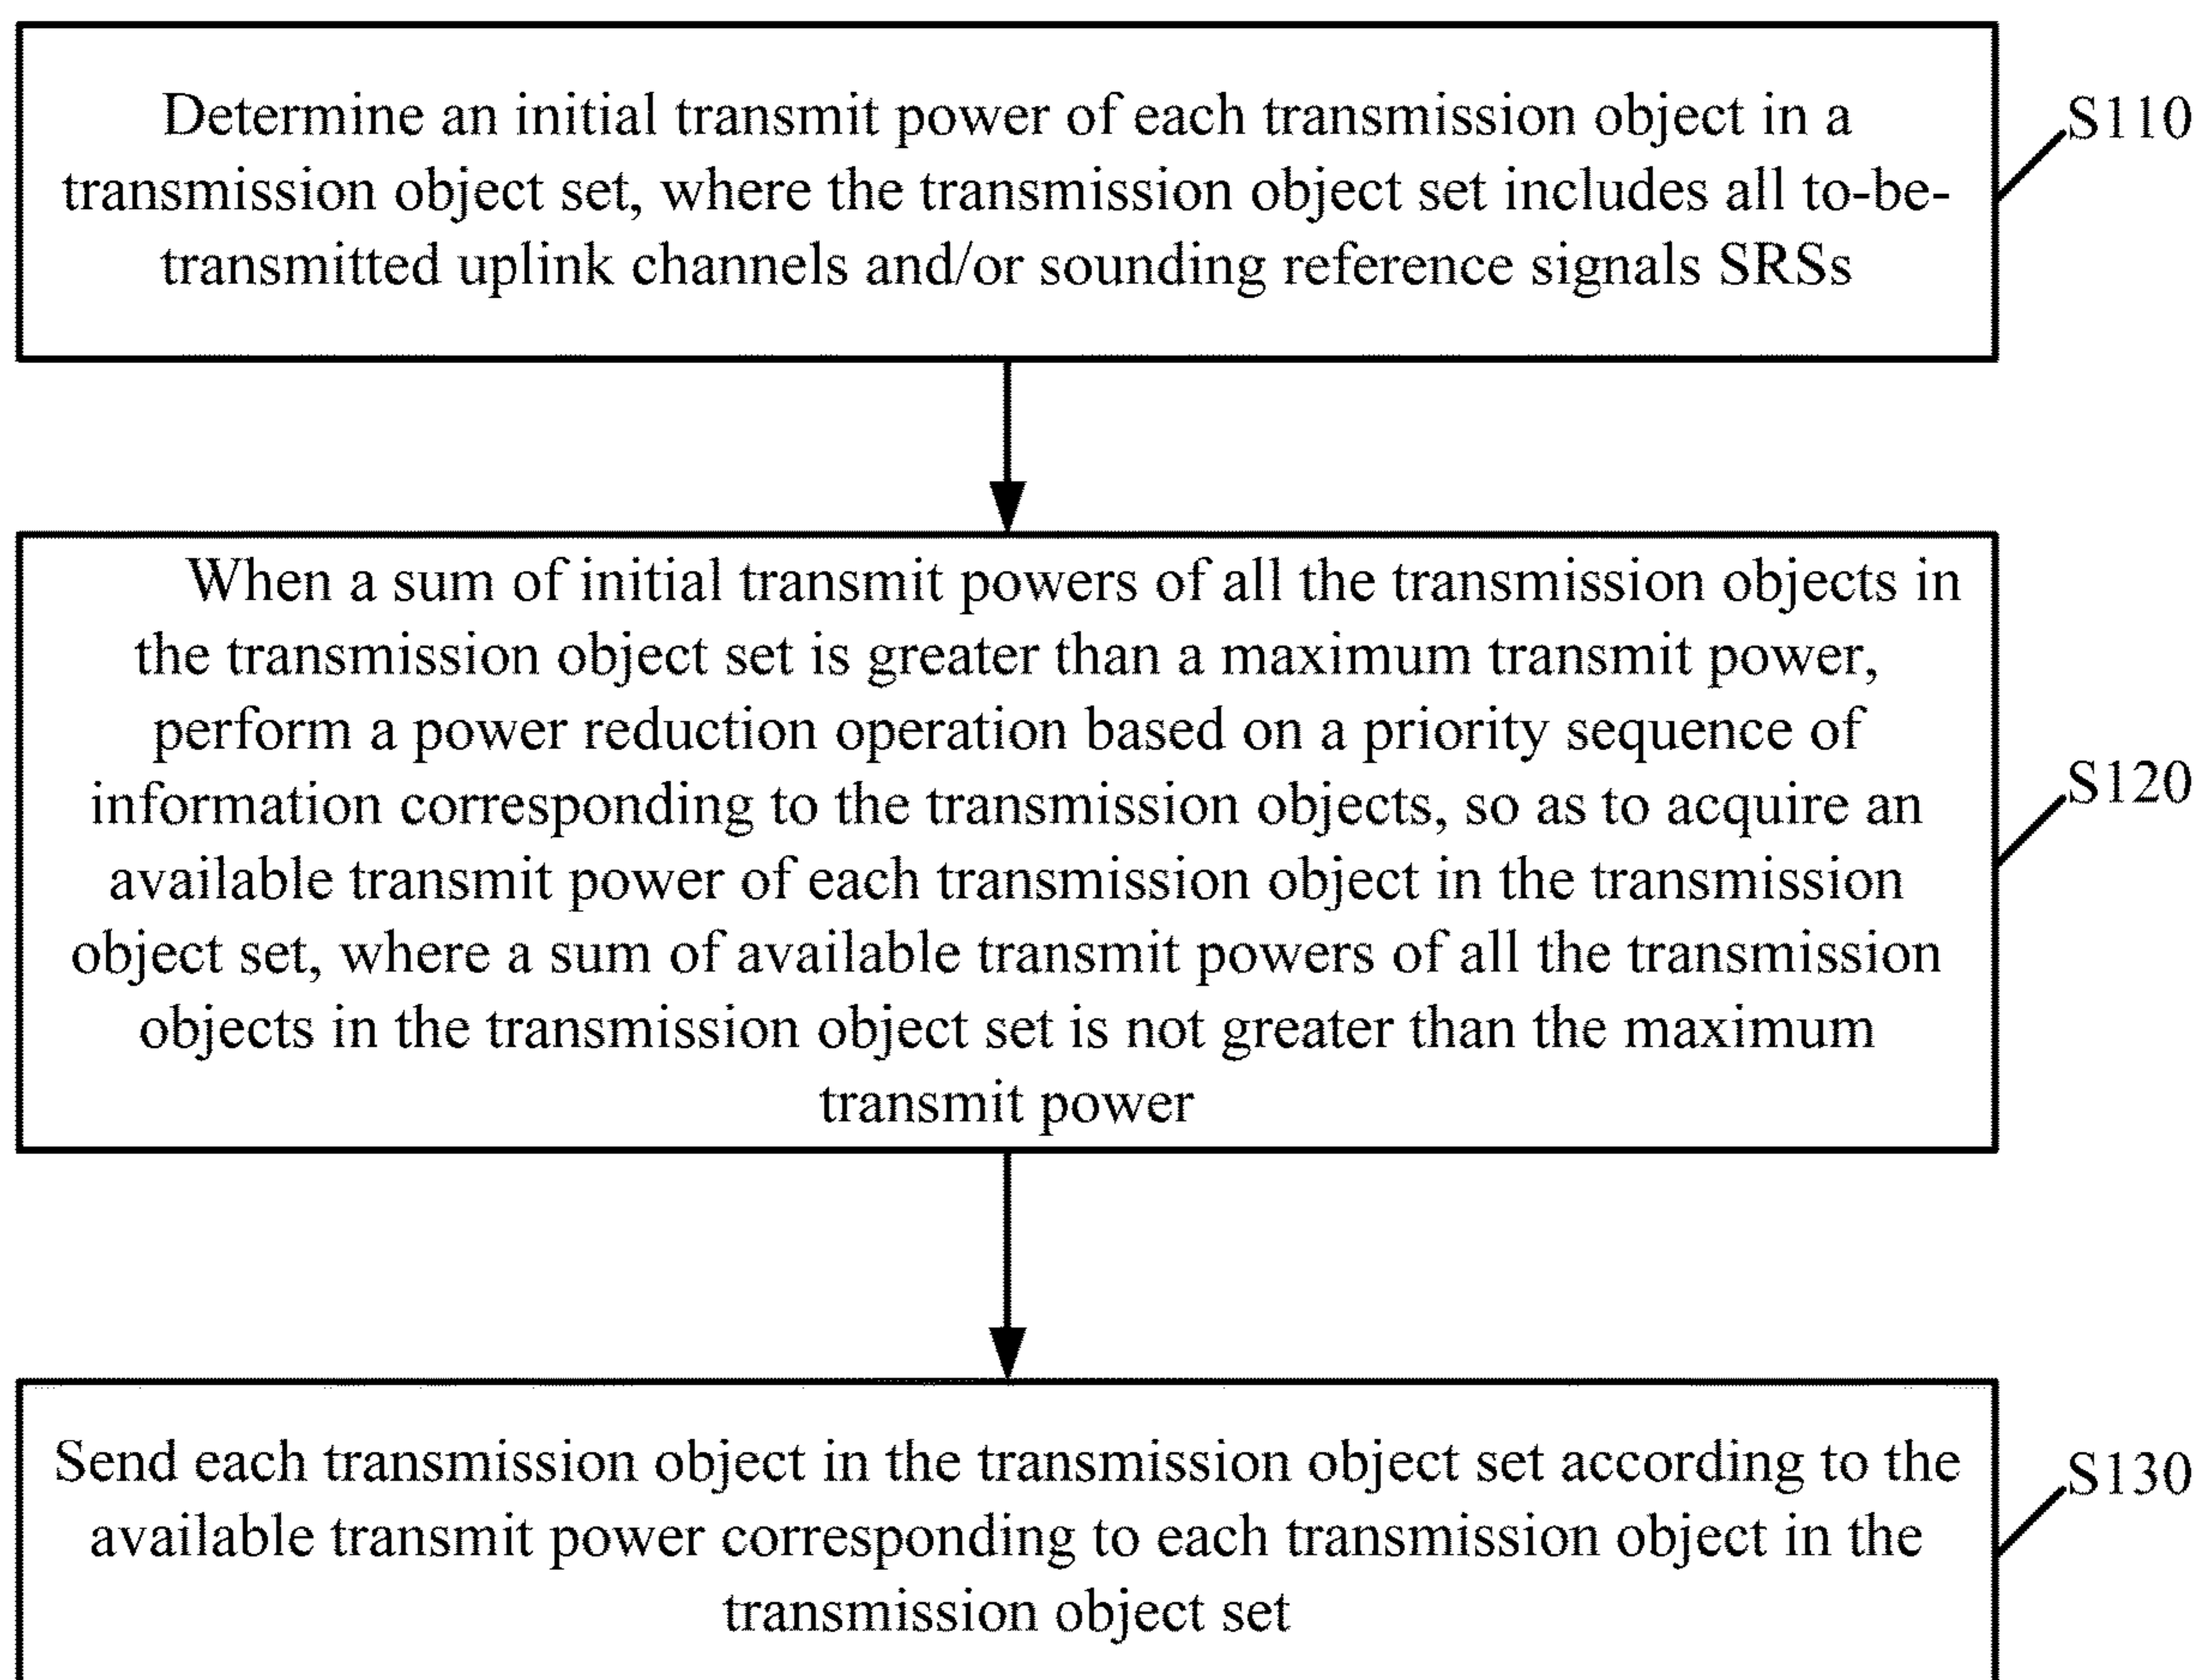 Determine an initial transmit power of each transmission object in a
transmission object set, where the transmission object set includes all to-be-
transmitted uplink channels and/or sounding reference signals SRSs
S110
When a sum of initial transmit powers of all the transmission objects in
the transmission object set is greater than a maximum transmit power,
perform a power reduction operation based on a priority sequence of
information corresponding to the transmission objects, so as to acquire an
available transmit power of each transmission object in the transmission
object set, where a sum of available transmit powers of all the transmission
objects in the transmission object set is not greater than the maximum
transmit power
S120
Send each transmission object in the transmission object set according to the
available transmit power corresponding to each transmission object in the
transmission object set
S130